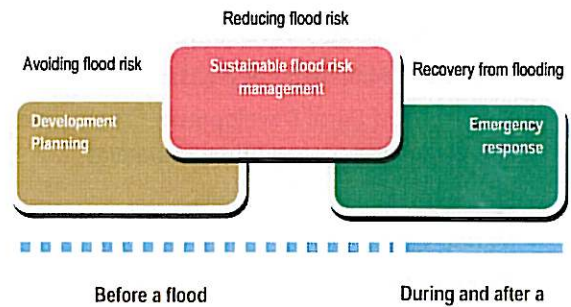 Reducing flood risk
Avoiding flood risk
Sustainable flood risk
management
Recovery from flooding
Development
Planning
Emergency
response
Before a flood
During and after a